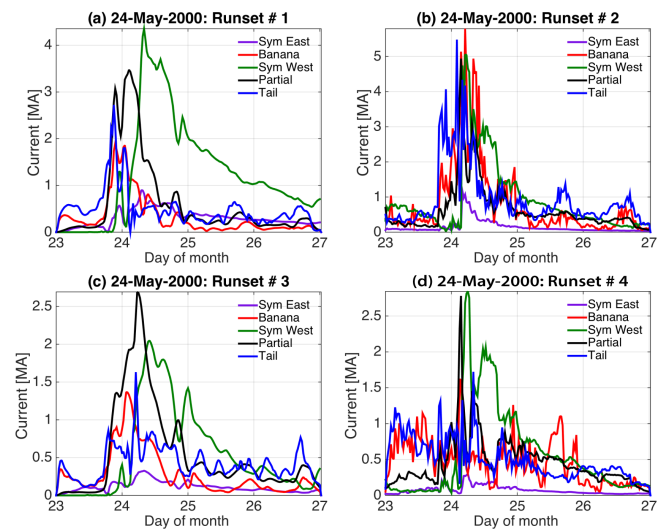 (a) 24-May-2000: Runset # 1
Current [MA]
4
3
2
1
0
Sym East
Banana
Sym West
Partial
Tail
23
24
25
26
27
Day of month
(b) 24-May-2000: Runset # 2
Current [MA]
5
4
3
2
1
0
Sym East
Banana
Sym West
Partial
Tail
23
24
25
26
27
Day of month
(c) 24-May-2000: Runset # 3
Current [MA]
2.5
2
1.5
1
0.5
0
Sym East
Banana
Sym West
Partial
Tail
23
24
25
26
27
Day of month
(d) 24-May-2000: Runset # 4
Current [MA]
2.5
2
1.5
1
0.5
0
Sym East
Banana
Sym West
Partial
Tail
23
24
25
26
27
Day of month